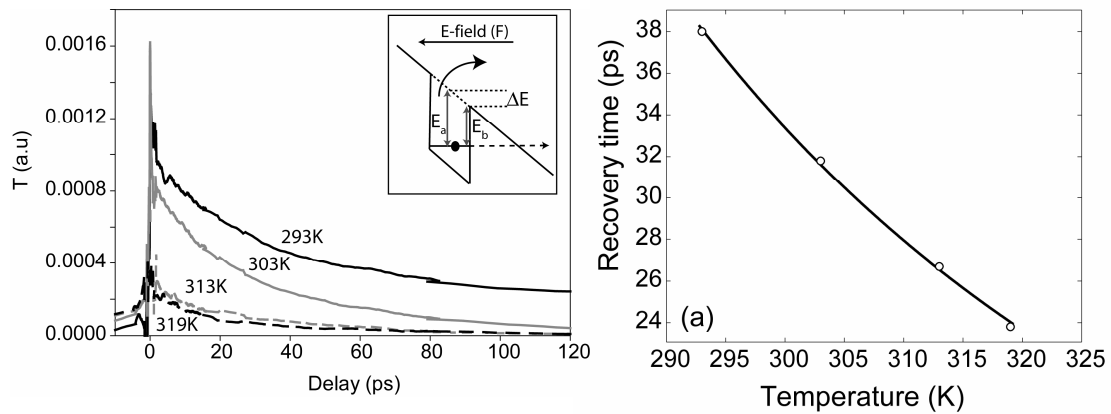 T (a.u)
0.0016
0.0012
0.0008
0.0004
0.0000
E-field (F)
ΔE
Ea
Eb
293K
303K
313K
319K
0 20 40 60 80 100 120
Delay (ps)
Recovery time (ps)
38
36
34
32
30
28
26
24
(a)
290 295 300 305 310 315 320 325
Temperature (K)